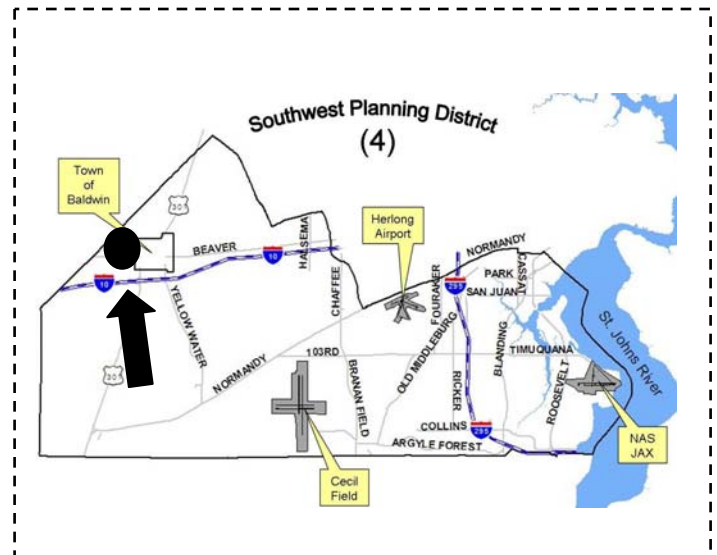 Southwest Planning District
(4)
Town
of
Baldwin
301
BEAVER
10
HALSEMA
10
Herlong
Airport
NORMANDY
CASSAT
PARK
295
SAN JUAN
FOURAKER
CHAFFEE
YELLOW WATER
St. Johns River
TIMUQUANA
103RD
OLD MIDDLEBURG
BLANDING
NORMANDY
301
BRANAN FIELD
RICKER
ROOSEVELT
COLLINS
295
ARGYLE FOREST
NAS
JAX
Cecil
Field